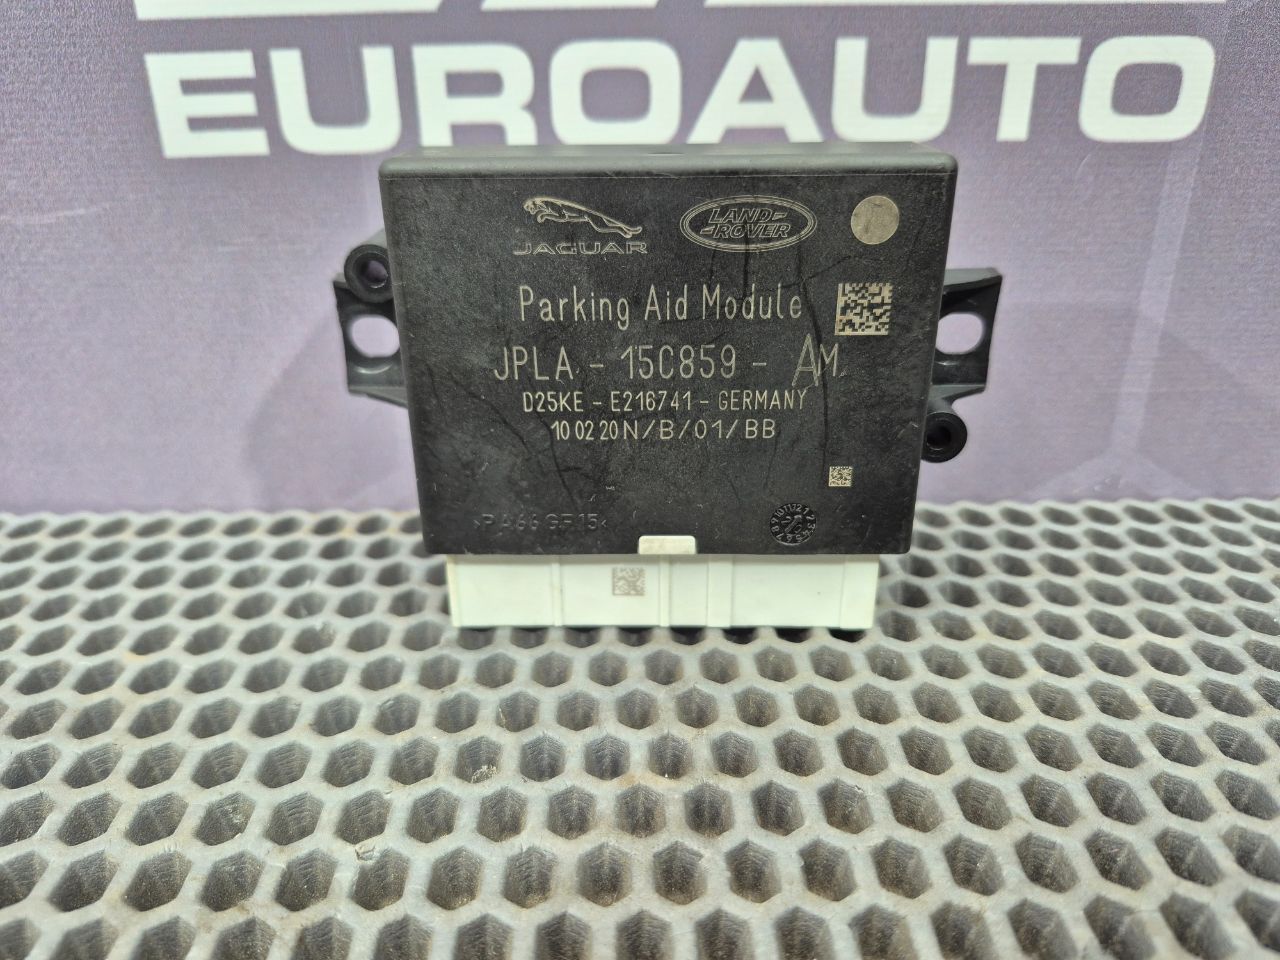 EUROAUTO
JAGUAR
LAND
ROVER
Parking Aid Module
JPLA - 15C859 - AM
D25KE - E216741 - GERMANY
10 02 20 N/B/01/BB
>PA66 GF15<